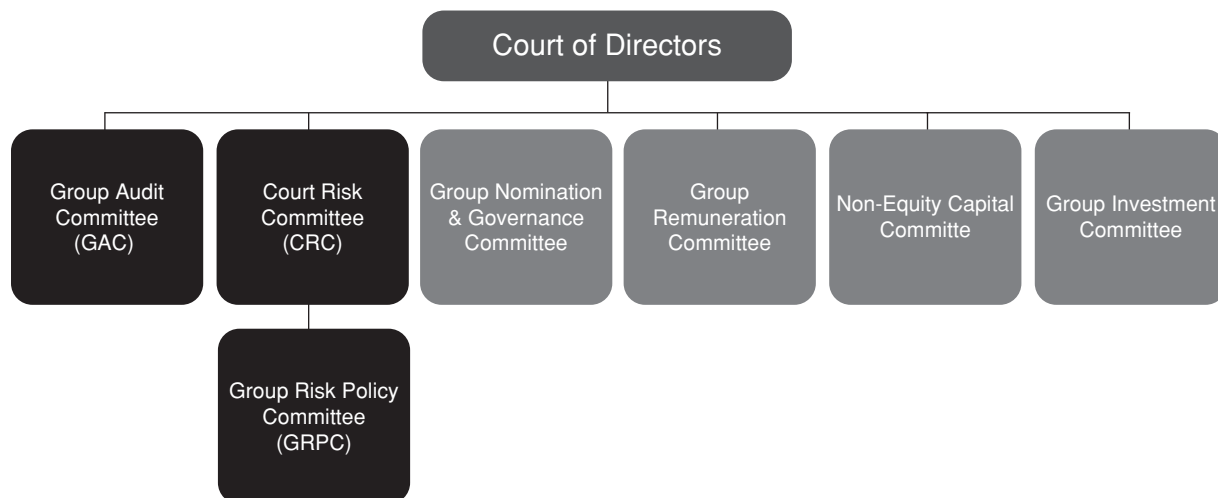 Court of Directors
Group Audit
Committee
(GAC)
Court Risk
Committee
(CRC)
Group Nomination
& Governance
Committee
Group
Remuneration
Committee
Non-Equity Capital
Committe
Group Investment
Committee
Group Risk Policy
Committee
(GRPC)